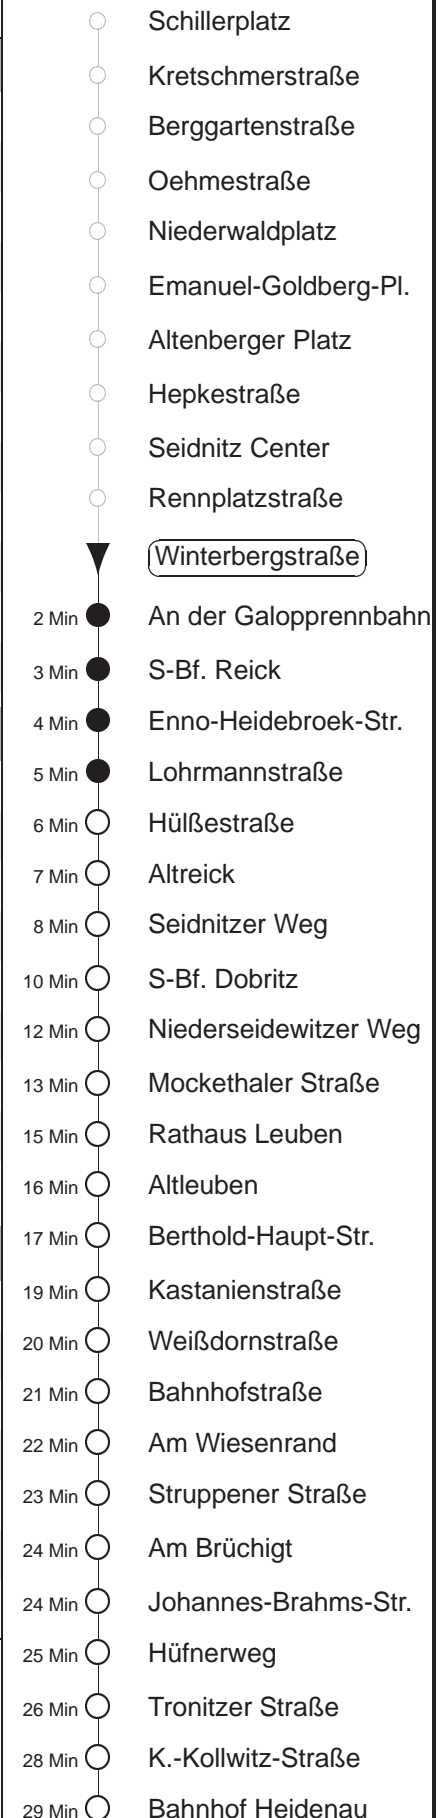 Schillerplatz
Kretschmerstraße
Berggartenstraße
Oehmestraße
Niederwaldplatz
Emanuel-Goldberg-Pl.
Altenberger Platz
Hepkestraße
Seidnitz Center
Rennplatzstraße
Winterbergstraße
2 Min An der Galopprennbahn
3 Min S-Bf. Reick
4 Min Enno-Heidebroek-Str.
5 Min Lohrmannstraße
6 Min Hülßestraße
7 Min Altreick
8 Min Seidnitzer Weg
10 Min S-Bf. Dobritz
12 Min Niederseidewitzer Weg
13 Min Mockethaler Straße
15 Min Rathaus Leuben
16 Min Altleuben
17 Min Berthold-Haupt-Str.
19 Min Kastanienstraße
20 Min Weißdornstraße
21 Min Bahnhofstraße
22 Min Am Wiesenrand
23 Min Struppener Straße
24 Min Am Brüchigt
24 Min Johannes-Brahms-Str.
25 Min Hüfnerweg
26 Min Tronitzer Straße
28 Min K.-Kollwitz-Straße
29 Min Bahnhof Heidenau